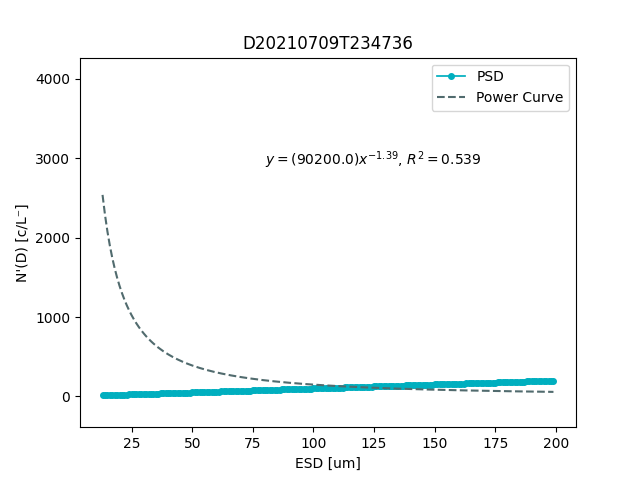 D20210709T234736
PSD
Power Curve
y = (90200.0)x^{-1.39}, R^2 = 0.539
N'(D) [c/L⁻]
4000
3000
2000
1000
0
25 50 75 100 125 150 175 200
ESD [um]